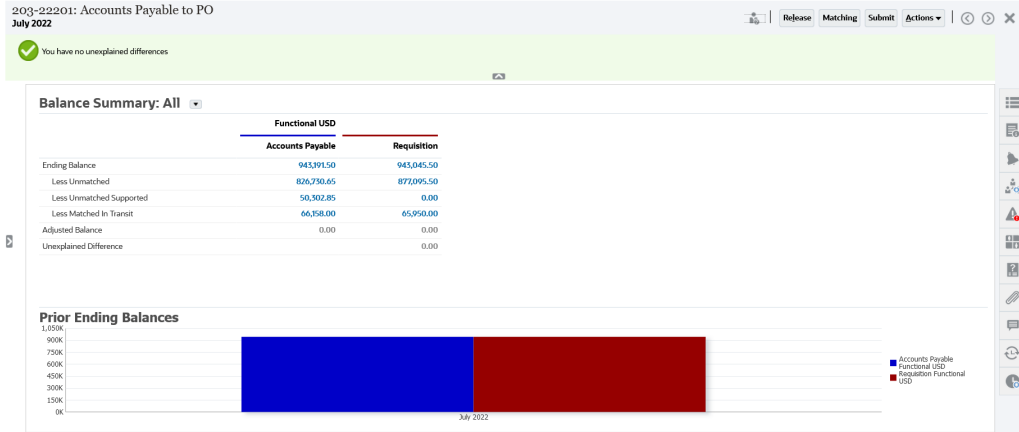 203-22201: Accounts Payable to PO
July 2022
Release Matching Submit Actions
You have no unexplained differences
Balance Summary: All
Functional USD
Accounts Payable Requisition
Ending Balance 943,191.50 943,045.50
Less Unmatched 826,730.65 877,095.50
Less Unmatched Supported 50,302.85 0.00
Less Matched In Transit 66,158.00 65,950.00
Adjusted Balance 0.00 0.00
Unexplained Difference 0.00
Prior Ending Balances
1,050K
900K
750K
600K
450K
300K
150K
0K
July 2022
Accounts Payable
Functional USD
Requisition Functional
USD